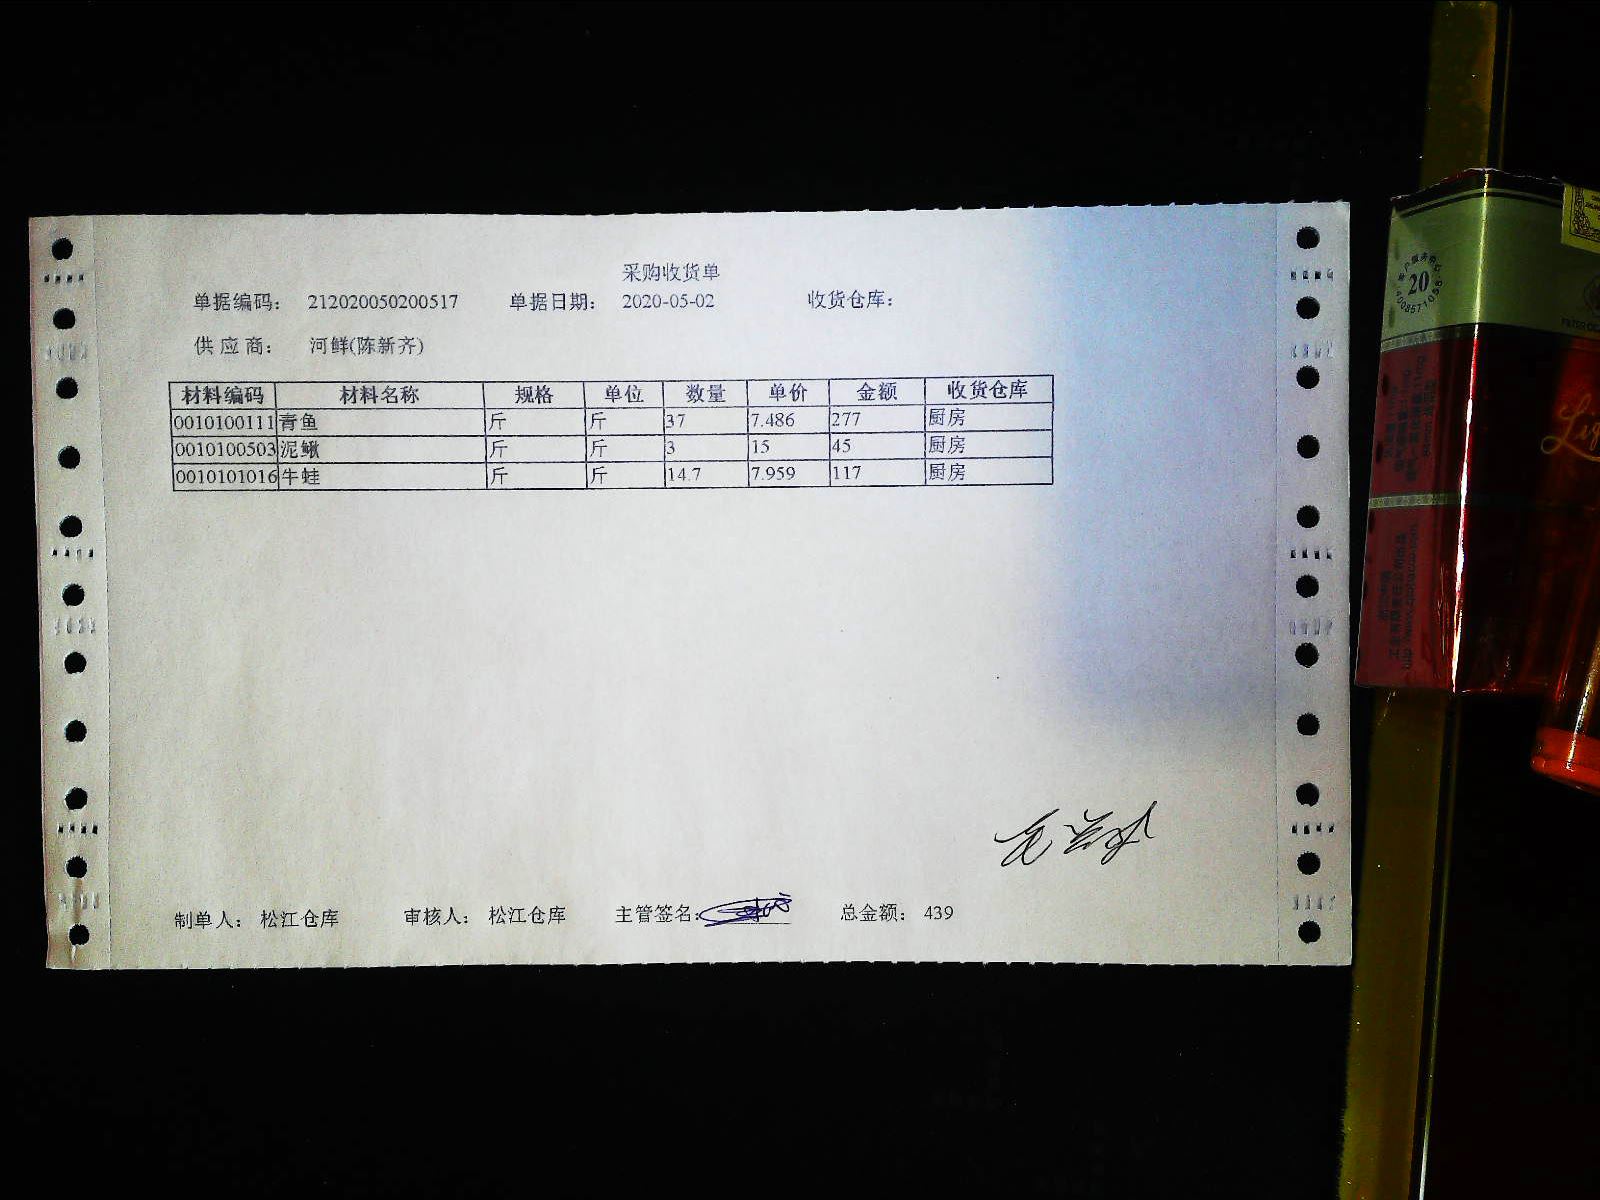 采购收货单
单据编码： 212020050200517 单据日期： 2020-05-02 收货仓库：
供 应 商： 河鲜(陈新齐)
材料编码 材料名称 规格 单位 数量 单价 金额 收货仓库
0010100111 青鱼 斤 斤 37 7.486 277 厨房
0010100503 泥鳅 斤 斤 3 15 45 厨房
0010101016 牛蛙 斤 斤 14.7 7.959 117 厨房
制单人： 松江仓库 审核人： 松江仓库 主管签名： 总金额： 439
20